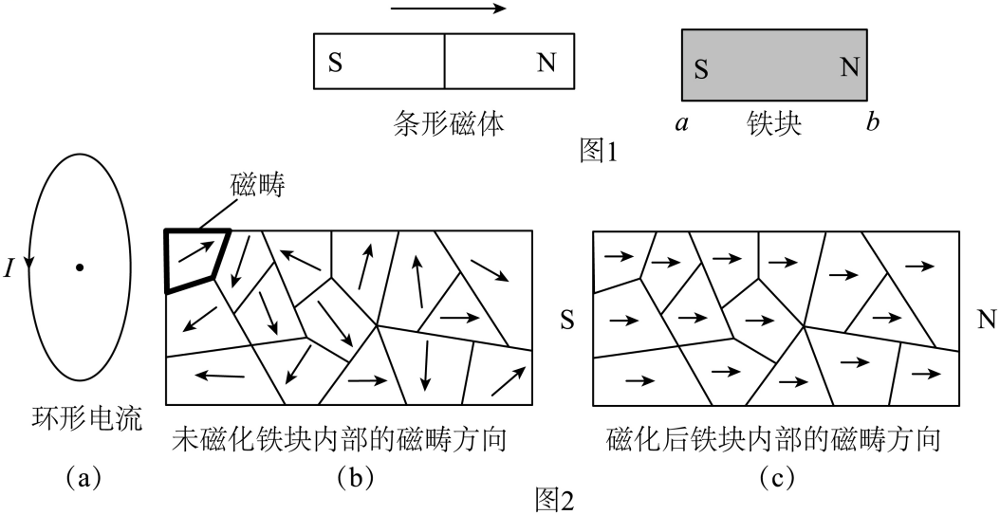 S N
S N
条形磁体
a 铁块 b
图1
磁畴
I
S N
环形电流
未磁化铁块内部的磁畴方向
磁化后铁块内部的磁畴方向
(a)
(b)
(c)
图2